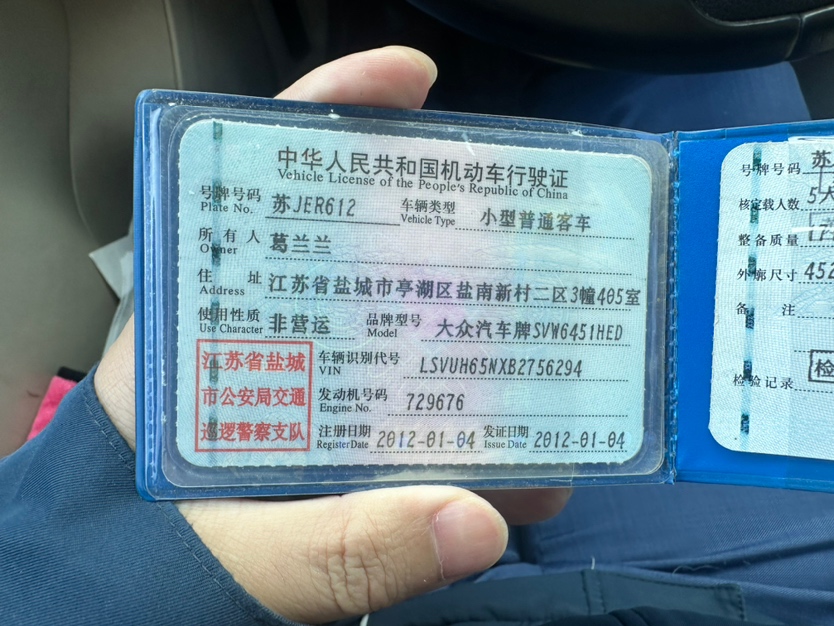 中华人民共和国机动车行驶证
Vehicle License of the People's Republic of China
号牌号码 苏JER612 车辆类型 小型普通客车
Plate No. Vehicle Type
所有人 葛兰兰
Owner
住址 江苏省盐城市亭湖区盐南新村二区3幢405室
Address
使用性质 非营运 品牌型号 大众汽车牌SVW6451HED
Use Character Model
江苏省盐城
市公安局交通
巡逻警察支队
车辆识别代号 LSVUH65NXB2756294
VIN
发动机号码 729676
Engine No.
注册日期 2012-01-04 发证日期 2012-01-04
Register Date Issue Date
号牌号码 苏
核定载人数 5人
整备质量
外廓尺寸 452
备注
检验记录 检